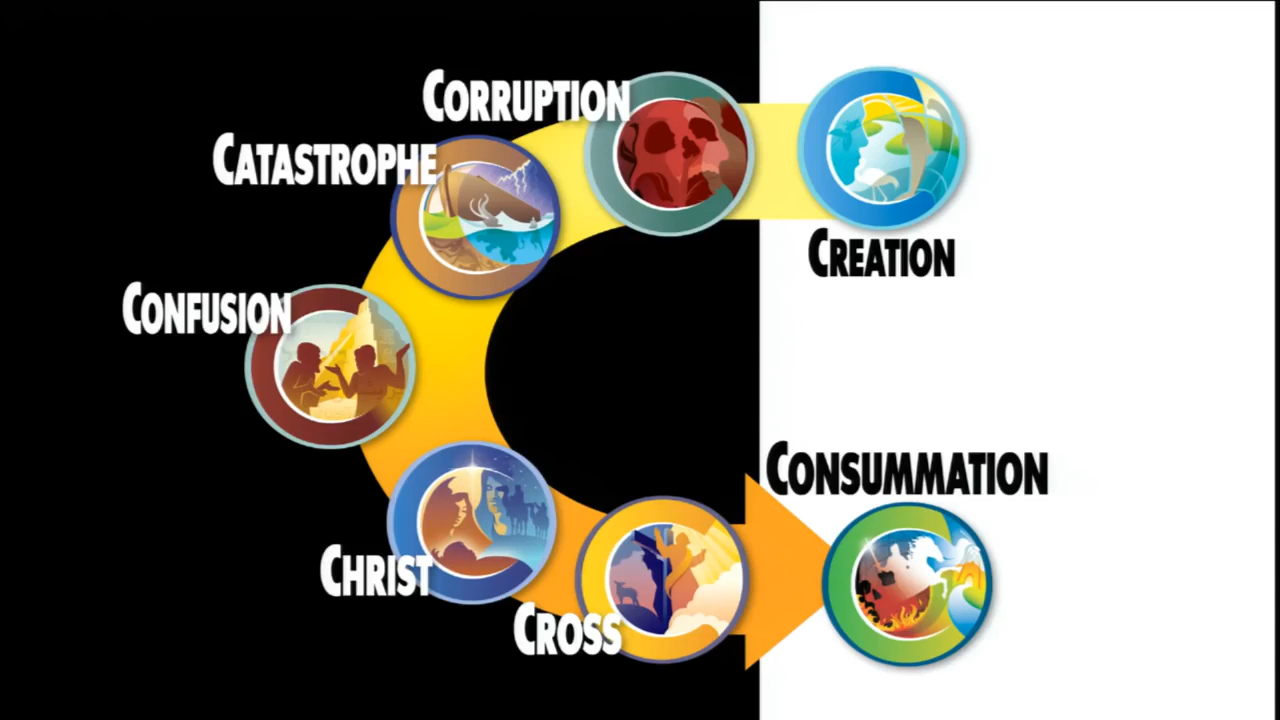 CREATION
CORRUPTION
CATASTROPHE
CONFUSION
CHRIST
CROSS
CONSUMMATION